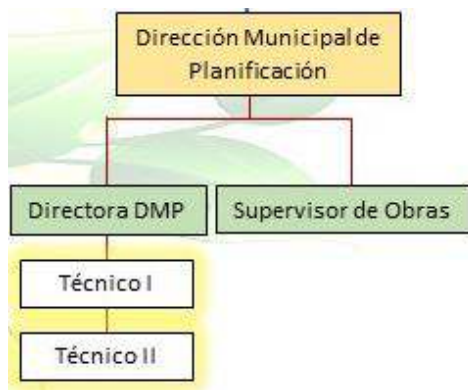 Dirección Municipal de
Planificación
Directora DMP
Supervisor de Obras
Técnico I
Técnico II